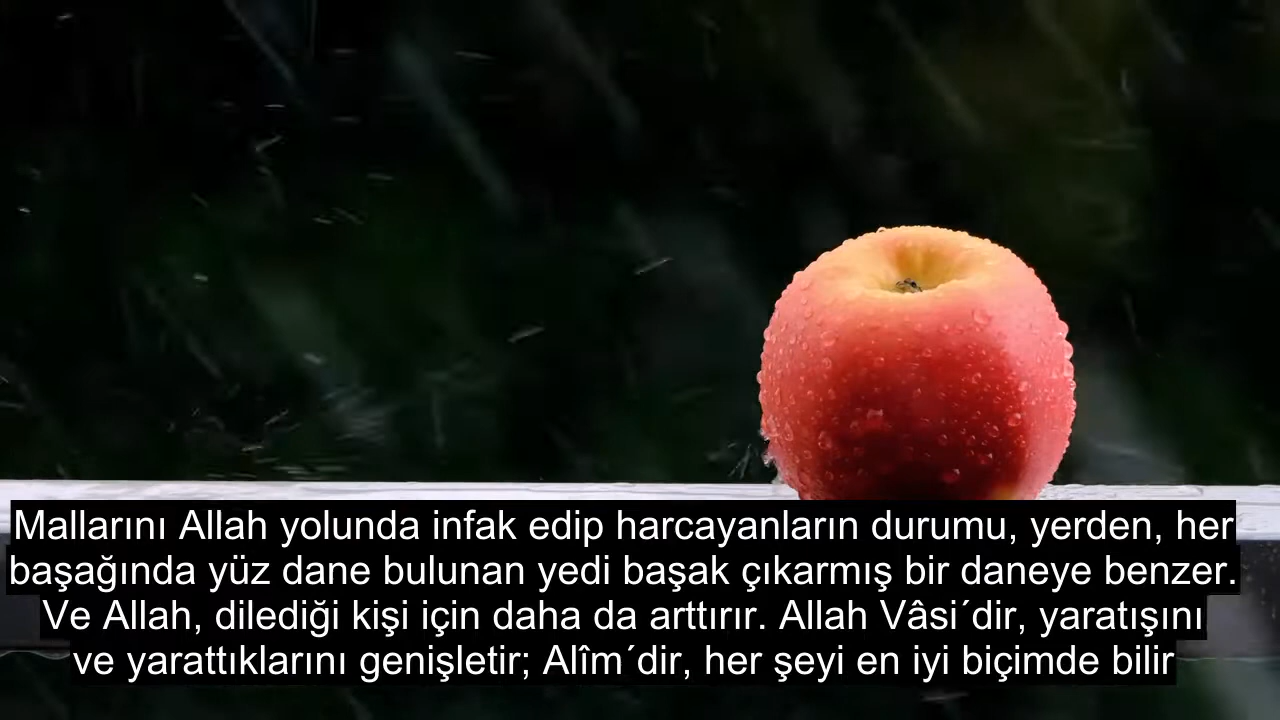 Mallarını Allah yolunda infak edip harcayanların durumu, yerden, her
başağında yüz dane bulunan yedi başak çıkarmış bir daneye benzer.
Ve Allah, dilediği kişi için daha da arttırır. Allah Vâsi´dir, yaratışını
ve yarattıklarını genişletir; Alîm´dir, her şeyi en iyi biçimde bilir